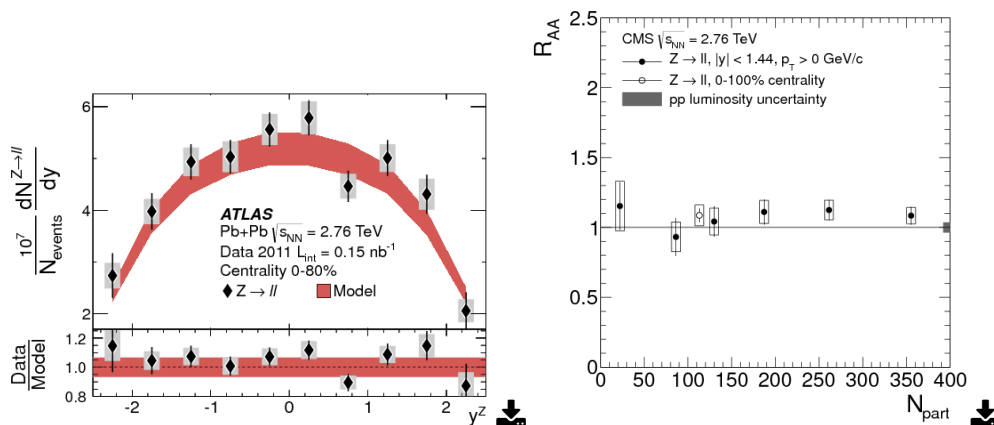 10⁷
N_events
dN^{Z→ll}
dy
6
4
2
ATLAS
Pb+Pb √s_NN = 2.76 TeV
Data 2011 L_int = 0.15 nb⁻¹
Centrality 0-80%
Z → ll Model
Data
Model
1.2
1.0
0.8
-2 -1 0 1 2
y^Z
R_AA
2.5
2
1.5
1
0.5
0
CMS √s_NN = 2.76 TeV
Z → ll, |y| < 1.44, p_T > 0 GeV/c
Z → ll, 0-100% centrality
pp luminosity uncertainty
0 50 100 150 200 250 300 350 400
N_part